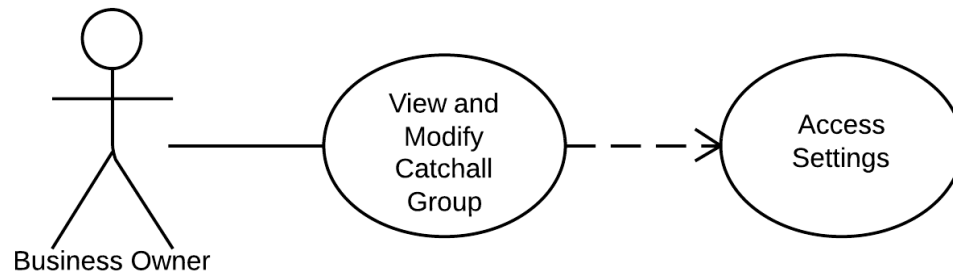 View and
Modify
Catchall
Group
Access
Settings
Business Owner